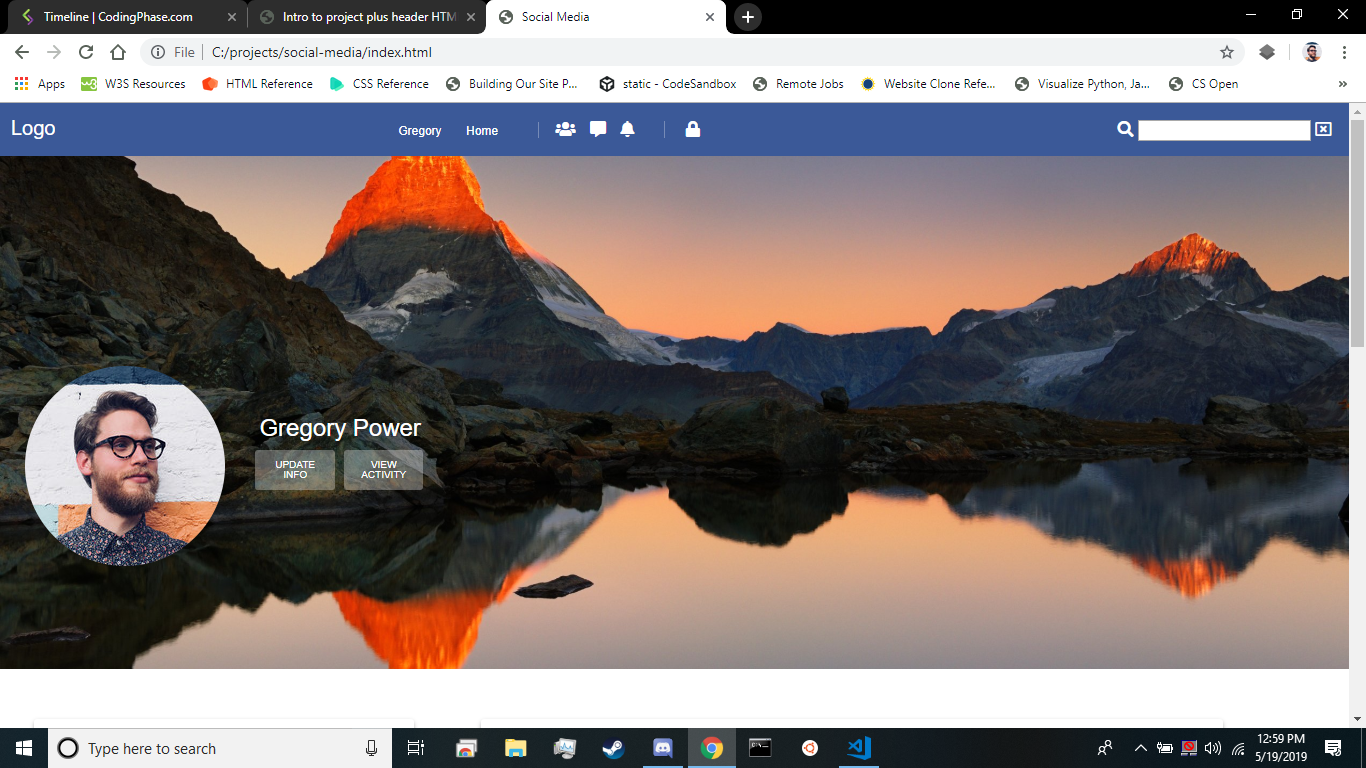 Timeline | CodingPhase.com
Intro to project plus header HTM
Social Media
File
C:/projects/social-media/index.html
Apps
W3S Resources
HTML Reference
CSS Reference
Building Our Site P...
static - CodeSandbox
Remote Jobs
Website Clone Refe...
Visualize Python, Ja...
CS Open
»
Logo
Gregory
Home
Gregory Power
UPDATE
INFO
VIEW
ACTIVITY
Type here to search
12:59 PM
5/19/2019